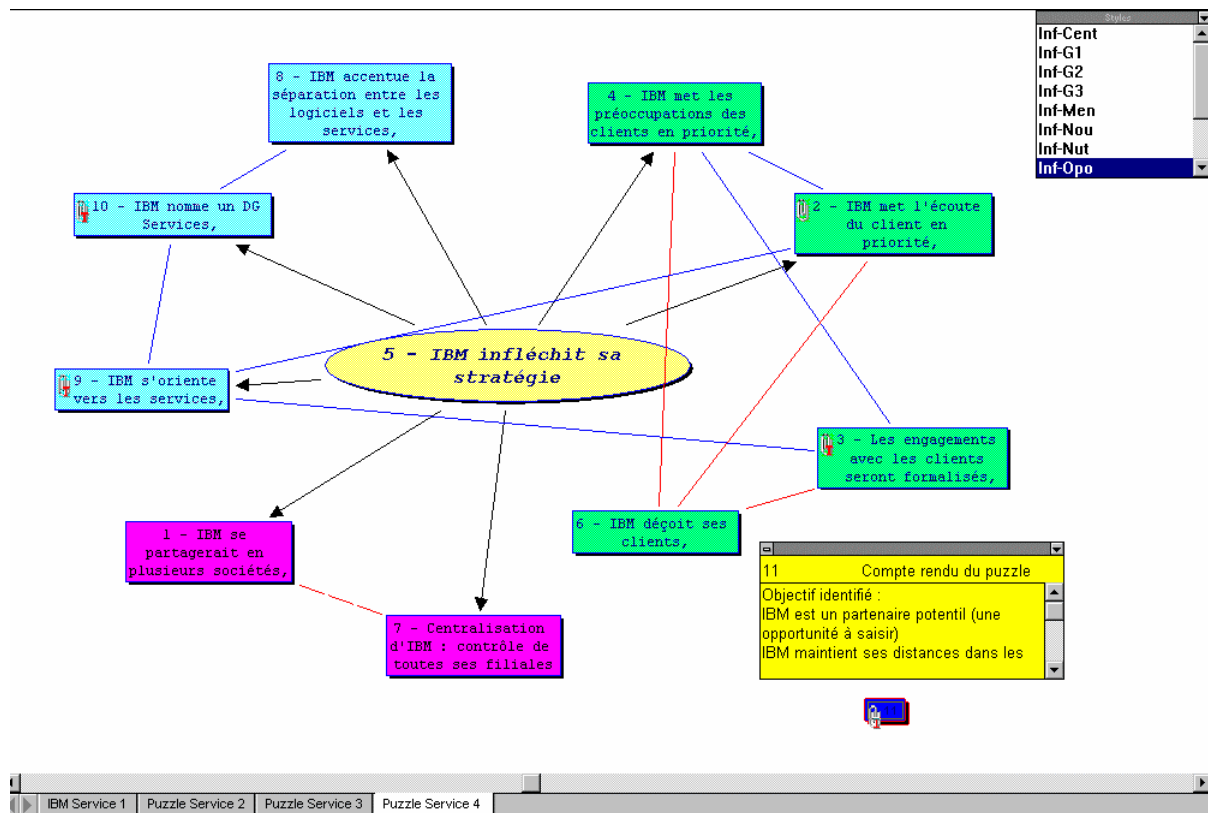 Styles
Inf-Cent
Inf-G1
Inf-G2
Inf-G3
Inf-Men
Inf-Nou
Inf-Nut
Inf-Opo
8 - IBM accentue la
séparation entre les
logiciels et les
services,
4 - IBM met les
préoccupations des
clients en priorité,
10 - IBM nomme un DG
Services,
2 - IBM met l'écoute
du client en
priorité,
5 - IBM infléchit sa
stratégie
9 - IBM s'oriente
vers les services,
3 - Les engagements
avec les clients
seront formalisés,
6 - IBM déçoit ses
clients,
1 - IBM se
partagerait en
plusieurs sociétés,
7 - Centralisation
d'IBM : contrôle de
toutes ses filiales
11 Compte rendu du puzzle
Objectif identifié :
IBM est un partenaire potentil (une
opportunité à saisir)
IBM maintient ses distances dans les
IBM Service 1
Puzzle Service 2
Puzzle Service 3
Puzzle Service 4